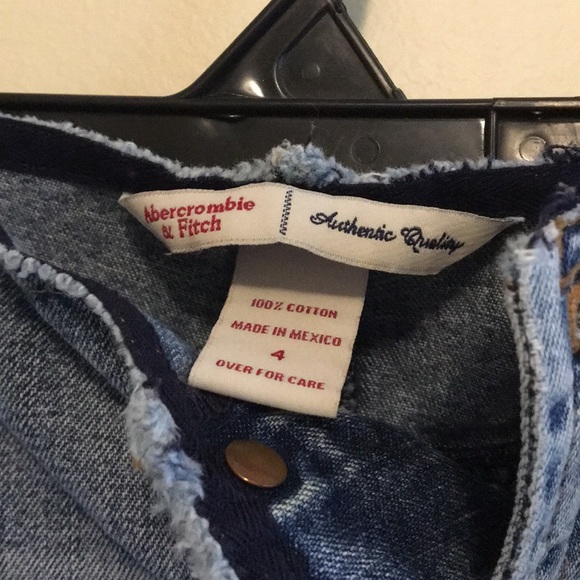 Abercrombie
& Fitch
Authentic Quality
100% COTTON
MADE IN MEXICO
4
OVER FOR CARE